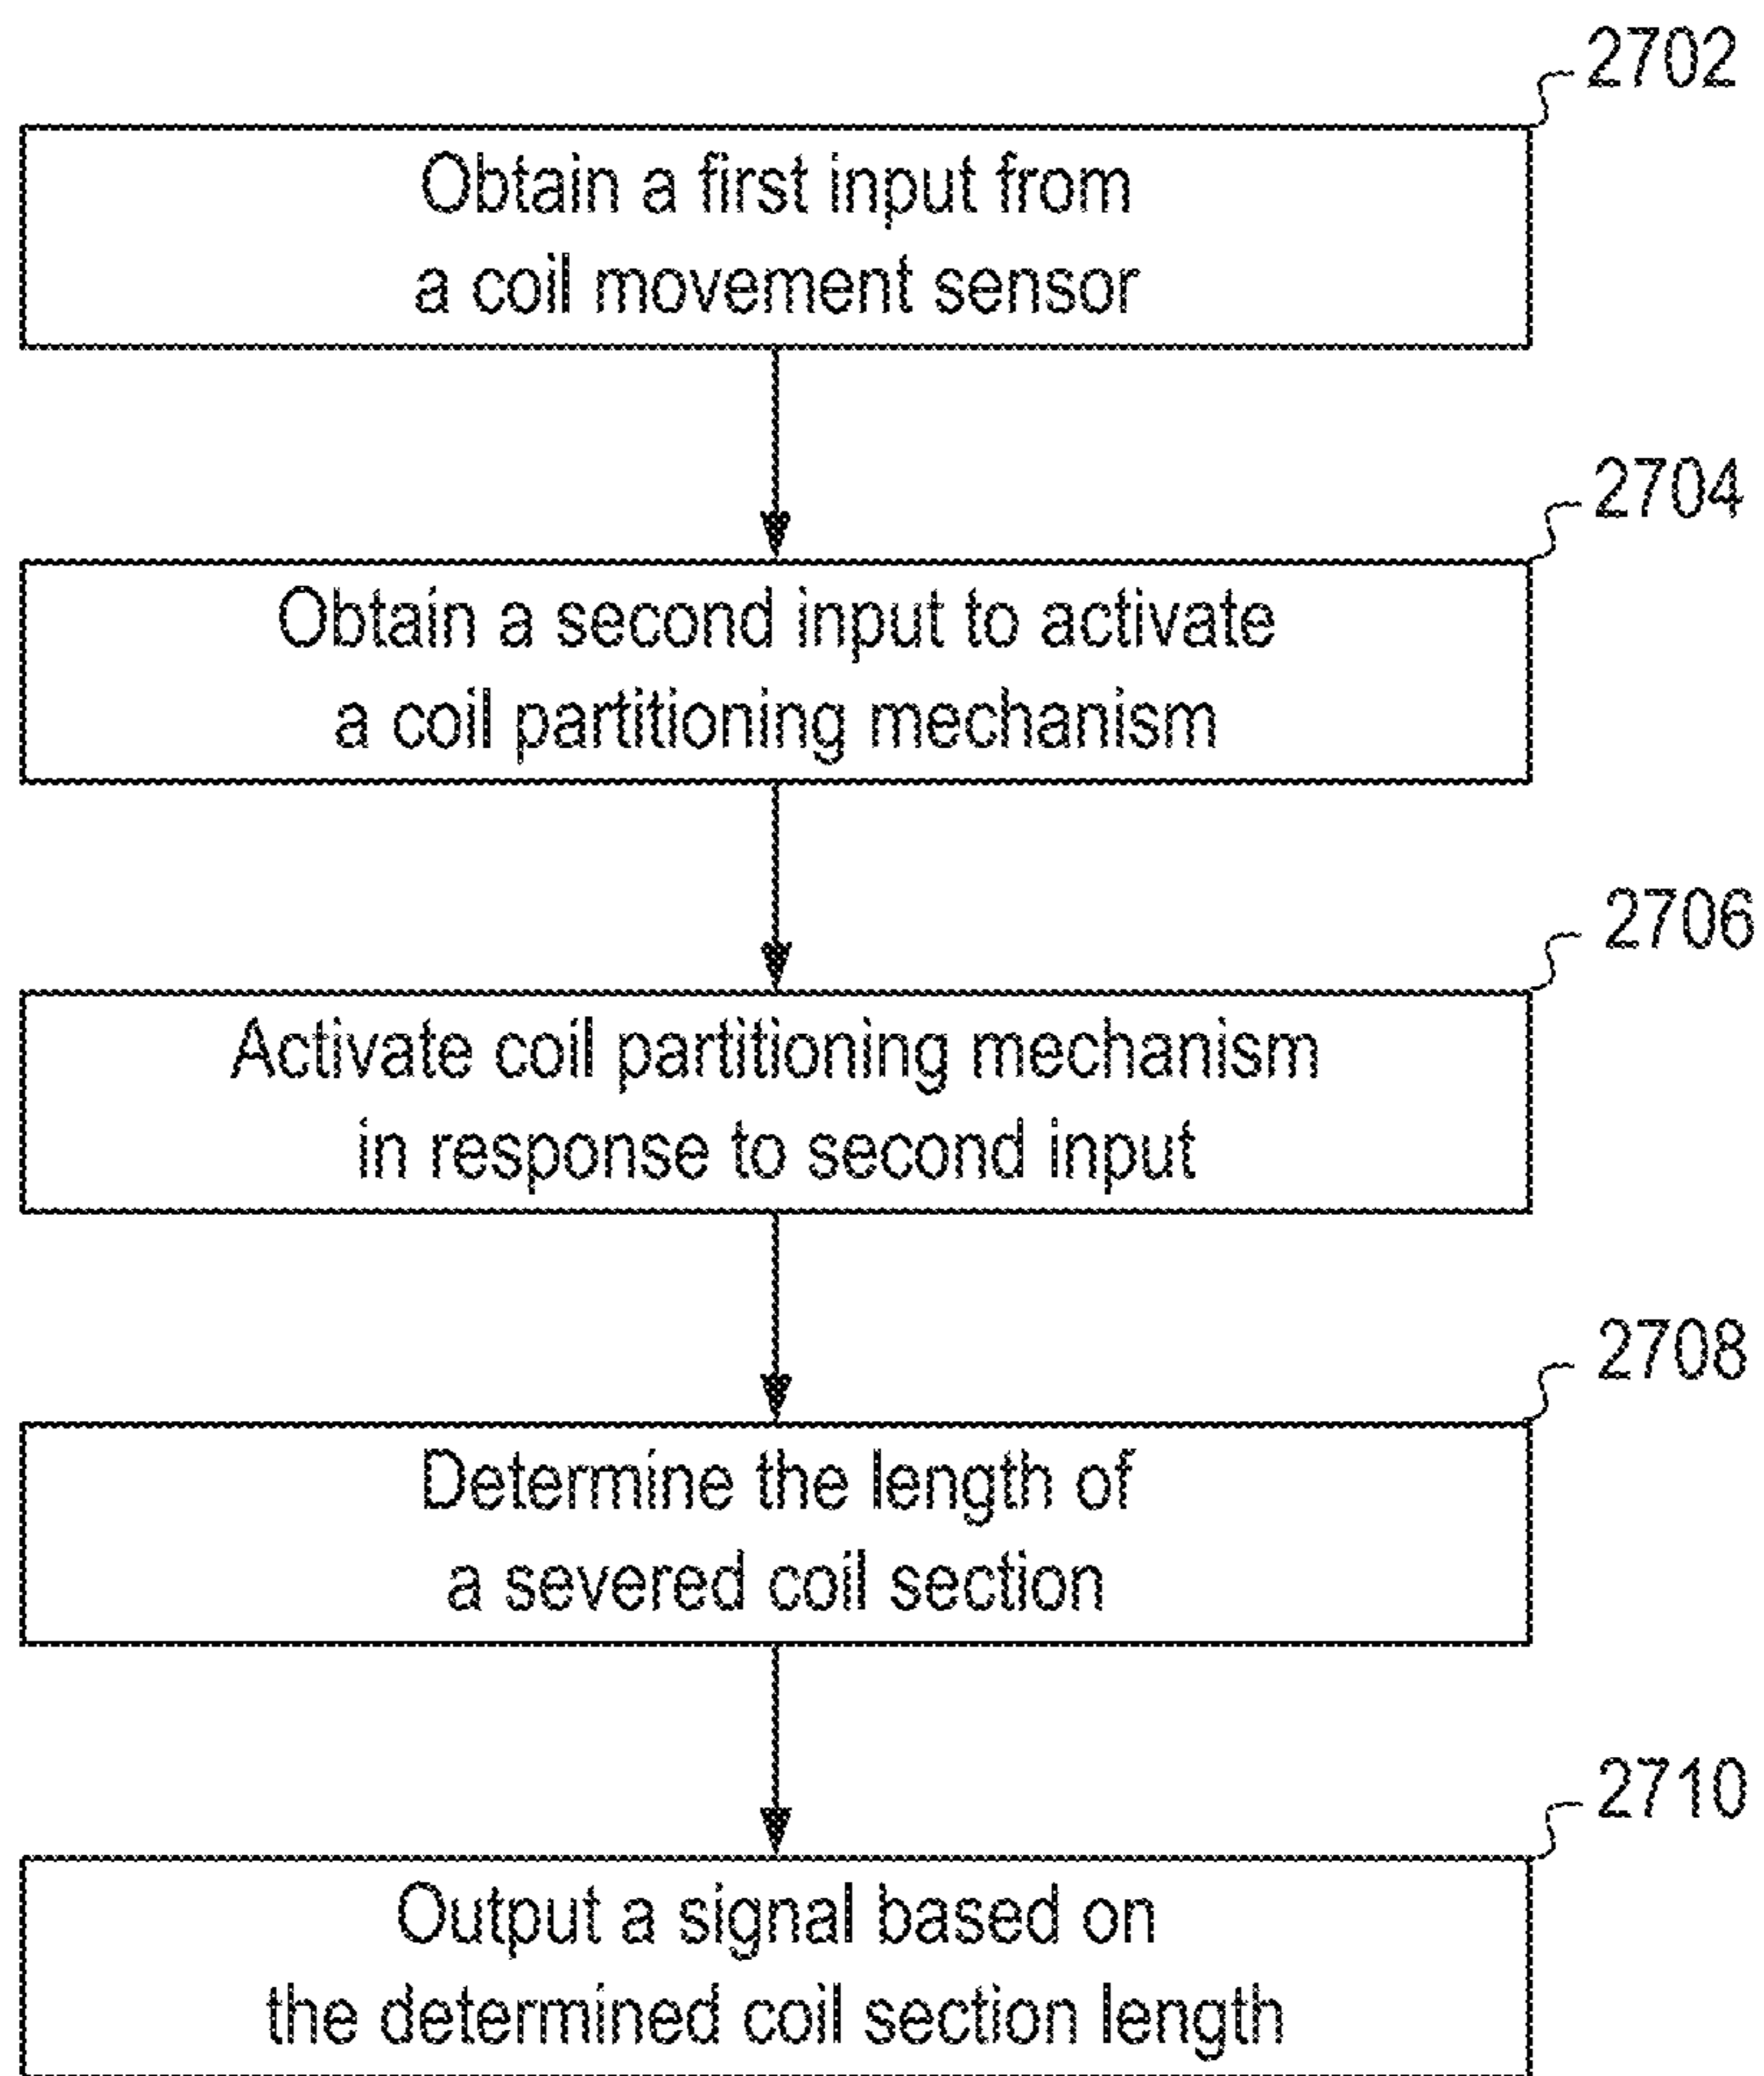 2702
Obtain a first input from
a coil movement sensor
2704
Obtain a second input to activate
a coil partitioning mechanism
2706
Activate coil partitioning mechanism
in response to second input
2708
Determine the length of
a severed coil section
2710
Output a signal based on
the determined coil section length